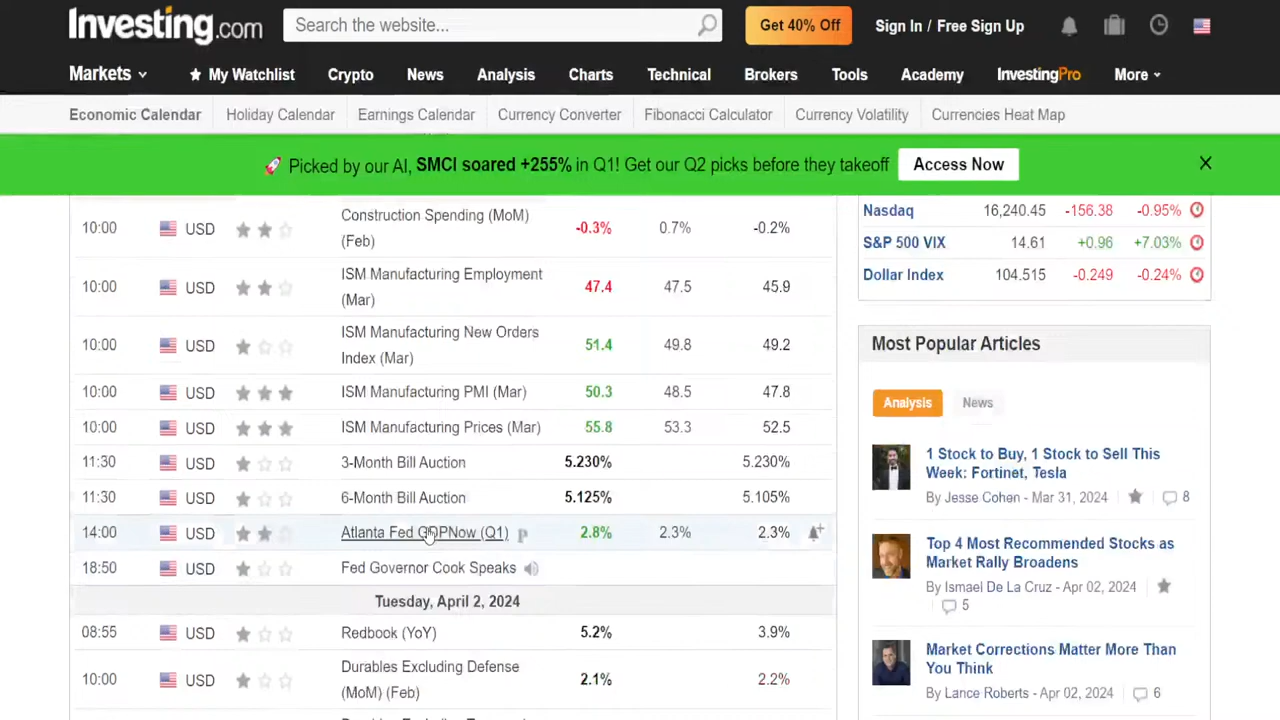 Investing.com
Search the website...
Get 40% Off
Sign In / Free Sign Up
Markets
My Watchlist
Crypto
News
Analysis
Charts
Technical
Brokers
Tools
Academy
InvestingPro
More
Economic Calendar
Holiday Calendar
Earnings Calendar
Currency Converter
Fibonacci Calculator
Currency Volatility
Currencies Heat Map
Picked by our AI, SMCI soared +255% in Q1! Get our Q2 picks before they takeoff
Access Now
10:00 USD Construction Spending (MoM) -0.3% 0.7% -0.2%
(Feb)
10:00 USD ISM Manufacturing Employment 47.4 47.5 45.9
(Mar)
10:00 USD ISM Manufacturing New Orders 51.4 49.8 49.2
Index (Mar)
10:00 USD ISM Manufacturing PMI (Mar) 50.3 48.5 47.8
10:00 USD ISM Manufacturing Prices (Mar) 55.8 53.3 52.5
11:30 USD 3-Month Bill Auction 5.230% 5.230%
11:30 USD 6-Month Bill Auction 5.125% 5.105%
14:00 USD Atlanta Fed GDPNow (Q1) P 2.8% 2.3% 2.3%
18:50 USD Fed Governor Cook Speaks
Tuesday, April 2, 2024
08:55 USD Redbook (YoY) 5.2% 3.9%
10:00 USD Durables Excluding Defense 2.1% 2.2%
(MoM) (Feb)
Nasdaq 16,240.45 -156.38 -0.95%
S&P 500 VIX 14.61 +0.96 +7.03%
Dollar Index 104.515 -0.249 -0.24%
Most Popular Articles
Analysis
News
1 Stock to Buy, 1 Stock to Sell This
Week: Fortinet, Tesla
By Jesse Cohen - Mar 31, 2024 8
Top 4 Most Recommended Stocks as
Market Rally Broadens
By Ismael De La Cruz - Apr 02, 2024
5
Market Corrections Matter More Than
You Think
By Lance Roberts - Apr 02, 2024 6